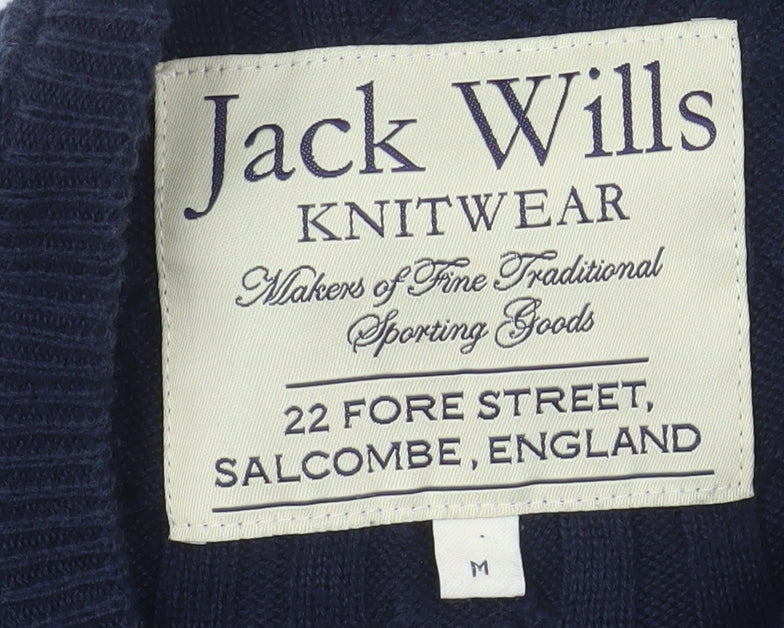 Jack Wills
KNITWEAR
Makers of Fine Traditional
Sporting Goods
22 FORE STREET,
SALCOMBE, ENGLAND
M